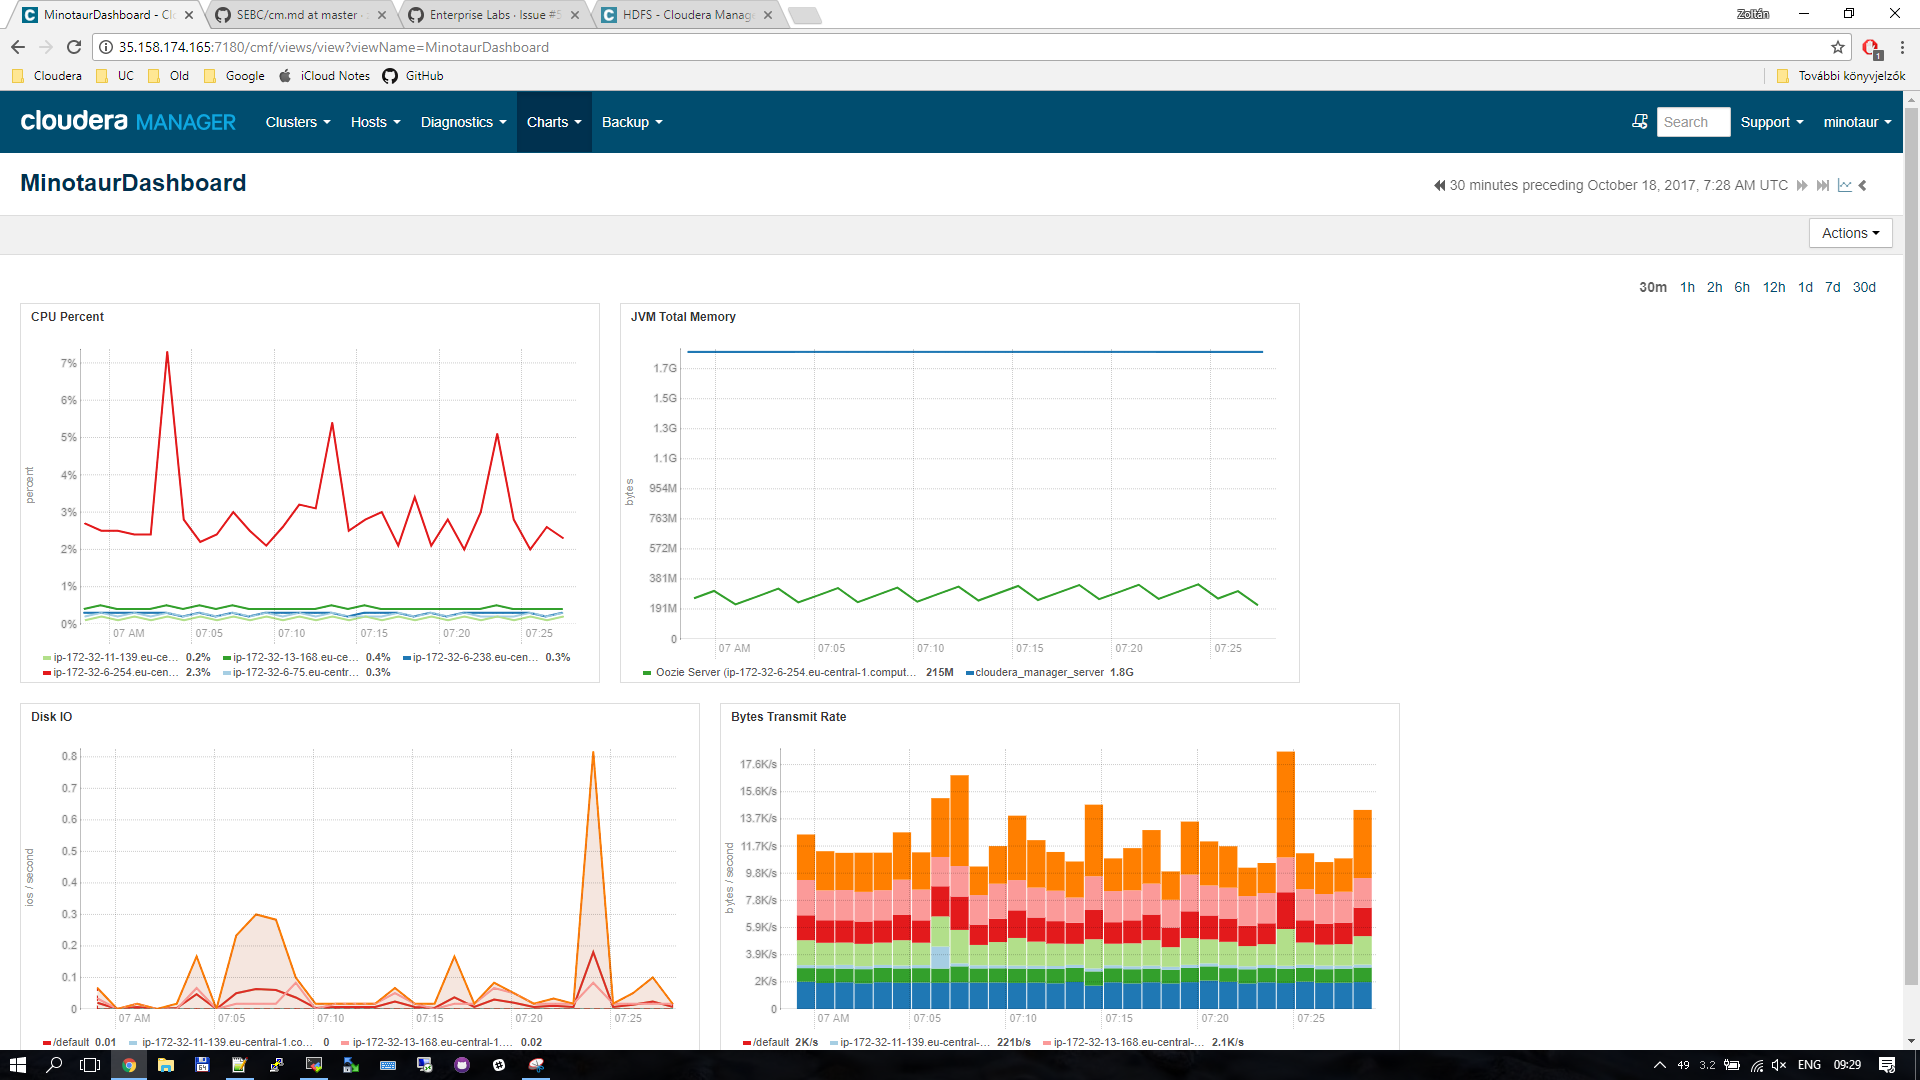 MinotaurDashboard - Cl
SEBC/cm.md at master ·
Enterprise Labs · Issue #5
HDFS - Cloudera Manag
Zoltán
35.158.174.165:7180/cmf/views/view?viewName=MinotaurDashboard
1
Cloudera
UC
Old
Google
iCloud Notes
GitHub
További könyvjelzők
cloudera MANAGER
Clusters
Hosts
Diagnostics
Charts
Backup
Search
Support
minotaur
MinotaurDashboard
30 minutes preceding October 18, 2017, 7:28 AM UTC
Actions
30m 1h 2h 6h 12h 1d 7d 30d
CPU Percent
7%
6%
5%
4%
3%
2%
1%
0%
percent
07 AM 07:05 07:10 07:15 07:20 07:25
ip-172-32-11-139.eu-ce... 0.2% ip-172-32-13-168.eu-ce... 0.4% ip-172-32-6-238.eu-cen... 0.3%
ip-172-32-6-254.eu-cen... 2.3% ip-172-32-6-75.eu-centr... 0.3%
JVM Total Memory
1.7G
1.5G
1.3G
1.1G
954M
763M
572M
381M
191M
0
bytes
07 AM 07:05 07:10 07:15 07:20 07:25
Oozie Server (ip-172-32-6-254.eu-central-1.comput... 215M cloudera_manager_server 1.8G
Disk IO
0.8
0.7
0.6
0.5
0.4
0.3
0.2
0.1
0
ios / second
07 AM 07:05 07:10 07:15 07:20 07:25
/default 0.01 ip-172-32-11-139.eu-central-1.co... 0 ip-172-32-13-168.eu-central-1.... 0.02
Bytes Transmit Rate
17.6K/s
15.6K/s
13.7K/s
11.7K/s
9.8K/s
7.8K/s
5.9K/s
3.9K/s
2K/s
0
bytes / second
07 AM 07:05 07:10 07:15 07:20 07:25
/default 2K/s ip-172-32-11-139.eu-central-... 221b/s ip-172-32-13-168.eu-central-1... 2.1K/s
64
49 3.2 ENG 09:29